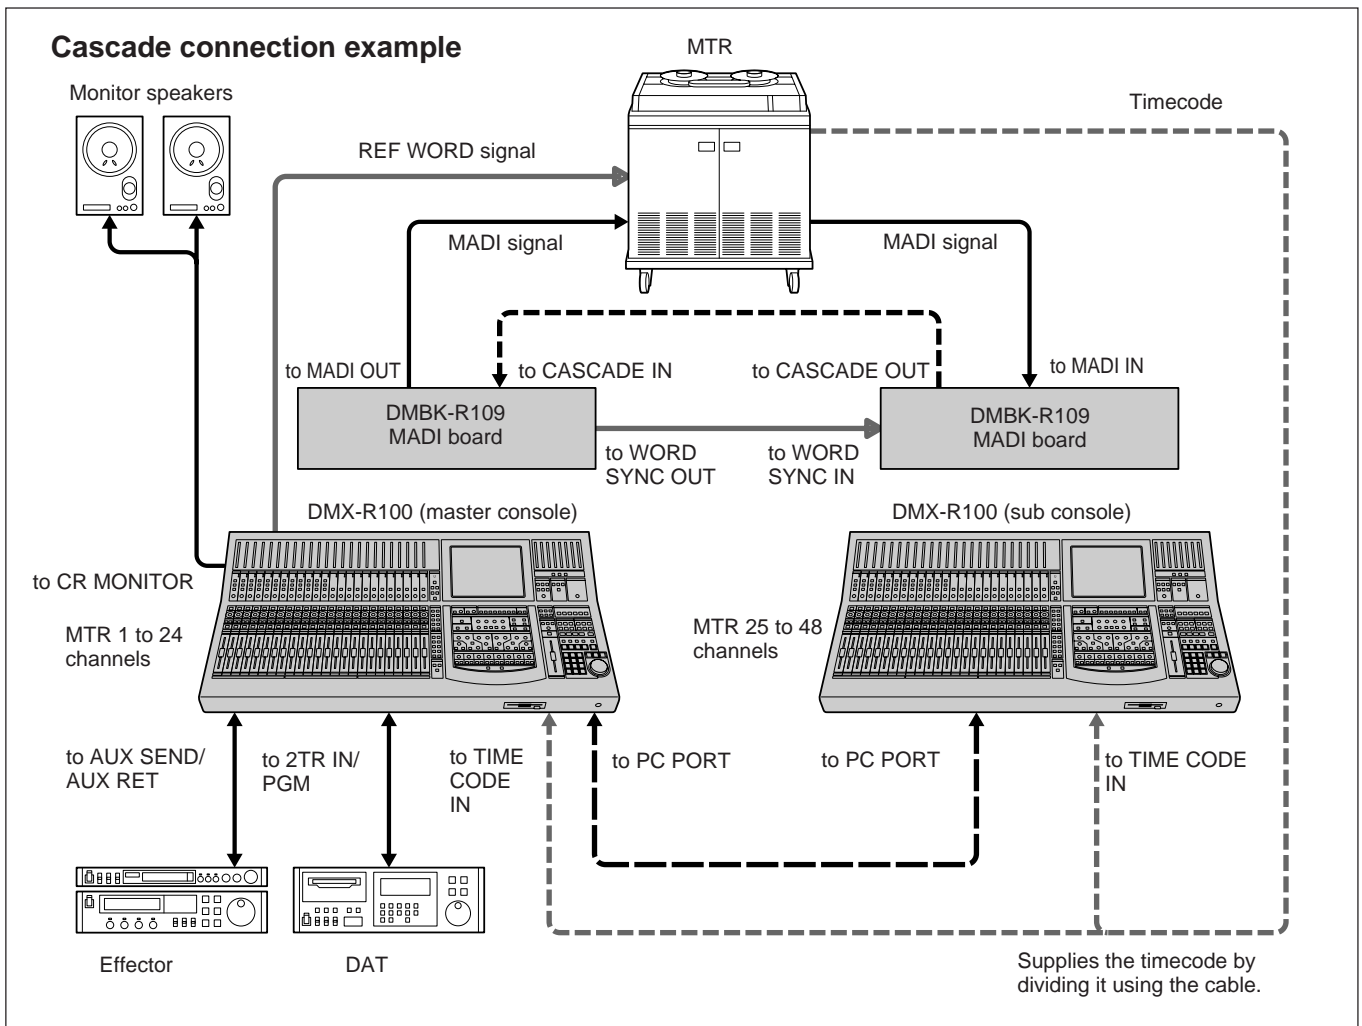 Cascade connection example
MTR
Monitor speakers
Timecode
REF WORD signal
MADI signal
MADI signal
to MADI OUT
to CASCADE IN
to CASCADE OUT
to MADI IN
DMBK-R109
MADI board
DMBK-R109
MADI board
to WORD
SYNC OUT
to WORD
SYNC IN
DMX-R100 (master console)
DMX-R100 (sub console)
to CR MONITOR
MTR 1 to 24
channels
MTR 25 to 48
channels
to AUX SEND/
AUX RET
to 2TR IN/
PGM
to TIME
CODE
IN
to PC PORT
to PC PORT
to TIME CODE
IN
Effector
DAT
Supplies the timecode by
dividing it using the cable.